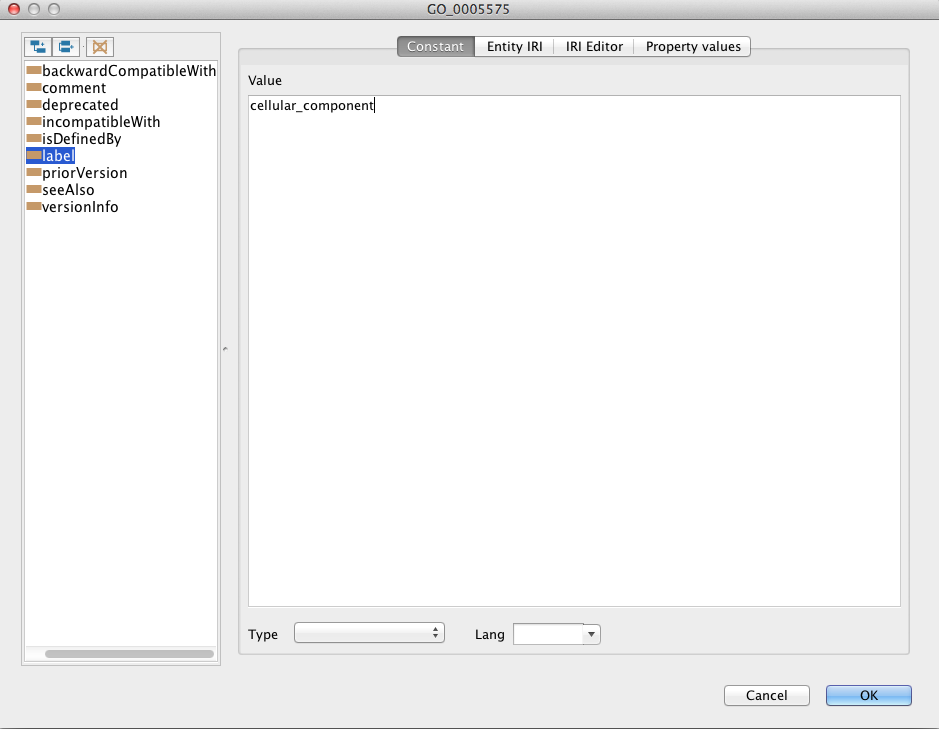 GO_0005575
Constant Entity IRI IRI Editor Property values
backwardCompatibleWith
comment
deprecated
incompatibleWith
isDefinedBy
label
priorVersion
seeAlso
versionInfo
Value
cellular_component
Type Lang
Cancel OK